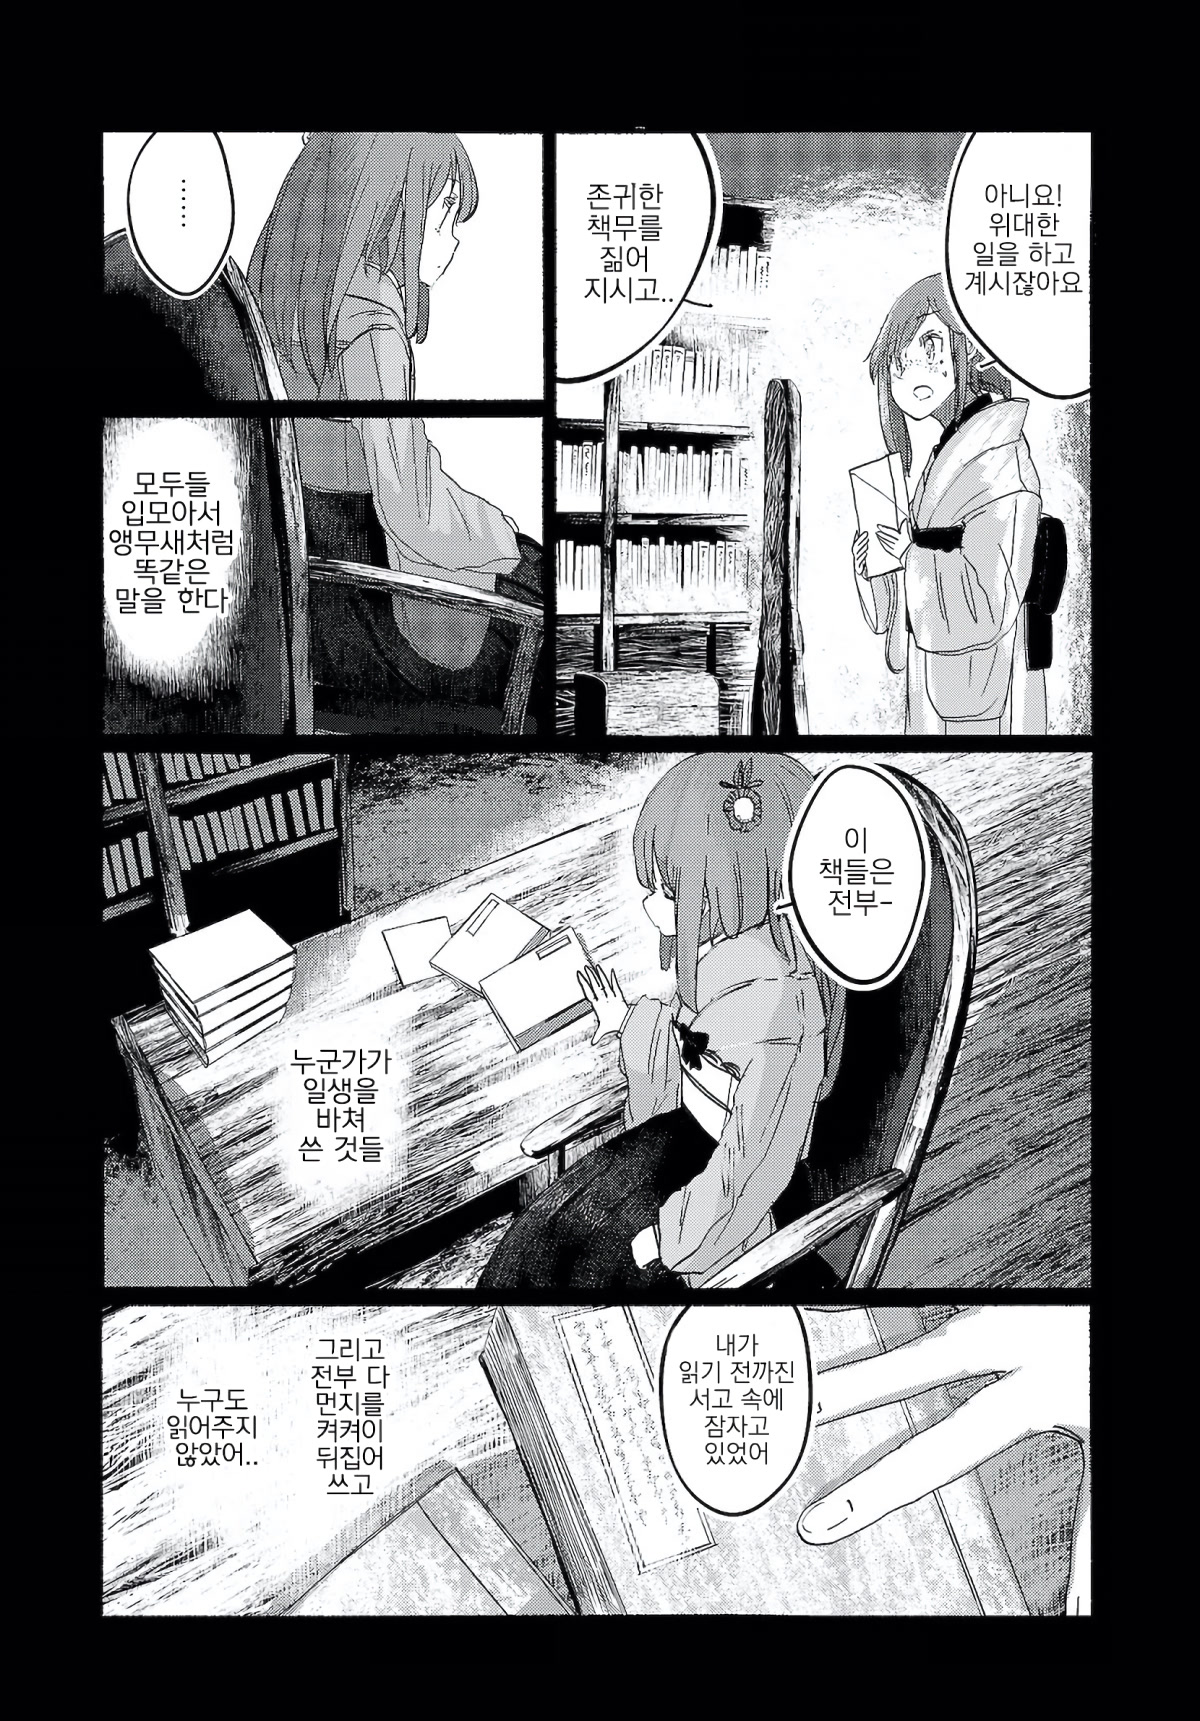 아니요!
위대한
일을 하고
계시잖아요
존귀한
책무를
짊어
지시고..
……
모두들
입모아서
앵무새처럼
똑같은
말을 한다
이
책들은
전부-
누군가가
일생을
바쳐
쓴 것들
내가
읽기 전까진
서고 속에
잠자고
있었어
그리고
전부 다
먼지를
켜켜이
뒤집어
쓰고
누구도
읽어주지
않았어..